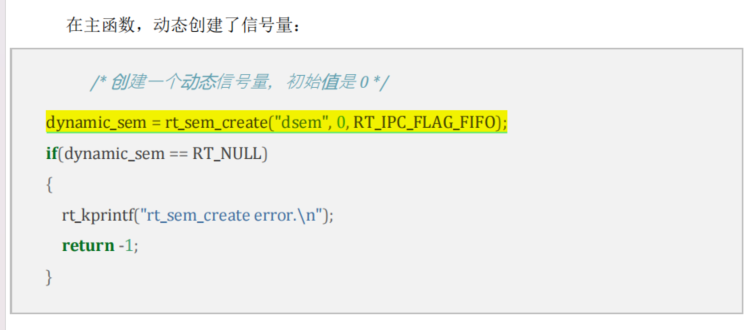 在主函数，动态创建了信号量：
/* 创建一个动态信号量，初始值是 0 */
dynamic_sem = rt_sem_create("dsem", 0, RT_IPC_FLAG_FIFO);
if(dynamic_sem == RT_NULL)
{
rt_kprintf("rt_sem_create error.\n");
return -1;
}